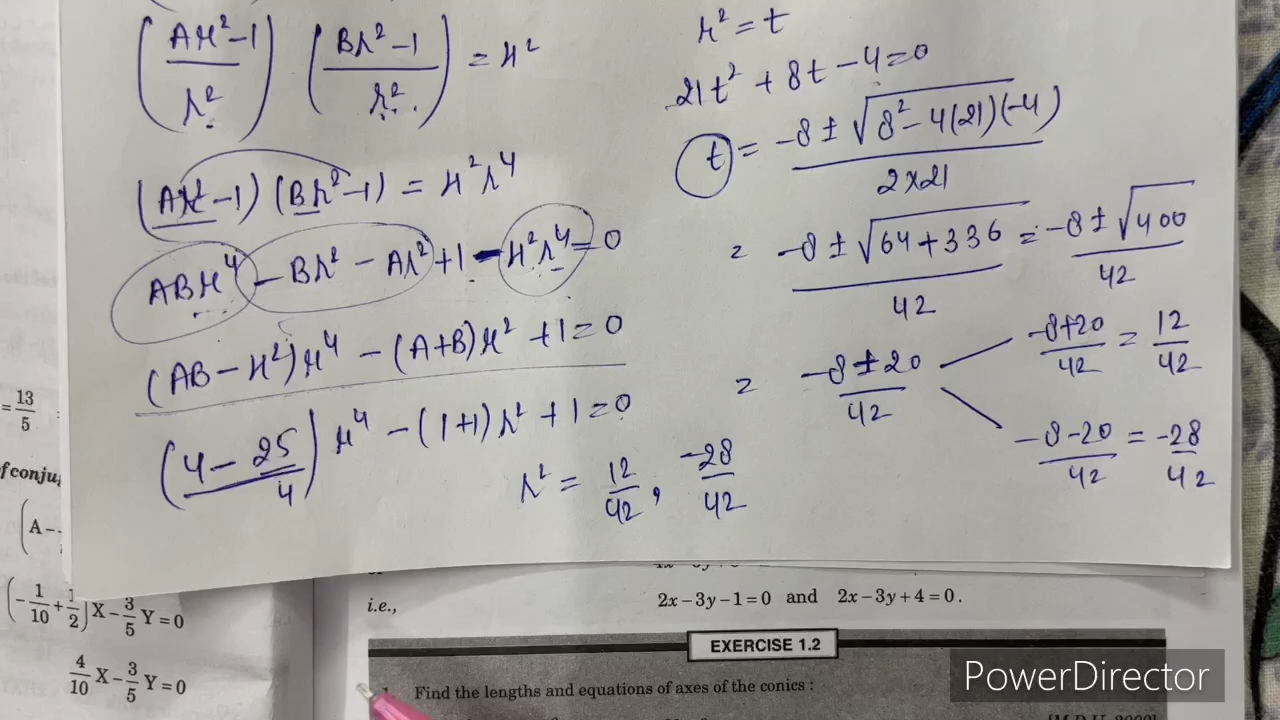 (Ar²-1 / r²) (Br²-1 / r²) = H²
(Ar²-1) (Br²-1) = H²r⁴
ABr⁴ - Br² - Ar² + 1 - H²r⁴ = 0
(AB - H²)r⁴ - (A+B)r² + 1 = 0
(4 - 25/4) r⁴ - (1+1)r² + 1 = 0
r² = 12/42, -28/42
r² = t
21t² + 8t - 4 = 0
t = -8 ± √8² - 4(21)(-4) / 2×21
= -8 ± √64+336 / 42 = -8 ± √400 / 42
= -8 ± 20 / 42
-8+20 / 42 = 12/42
-8-20 / 42 = -28/42
= 13/5
f conju
(A -
(-1/10 + 1/2) X - 3/5 Y = 0
4/10 X - 3/5 Y = 0
i.e., 2x - 3y - 1 = 0 and 2x - 3y + 4 = 0.
EXERCISE 1.2
Find the lengths and equations of axes of the conics :
PowerDirector